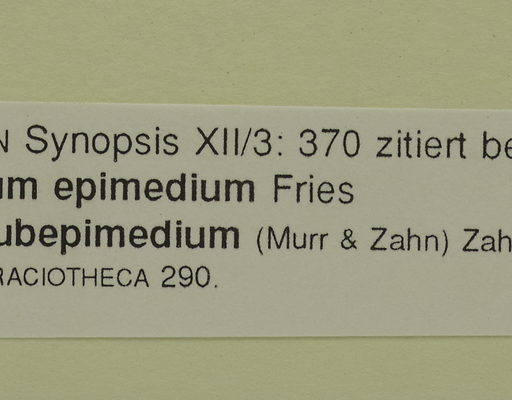 N Synopsis XII/3: 370 zitiert be
um epimedium Fries
ubepimedium (Murr & Zahn) Zah
RACIOTHECA 290.